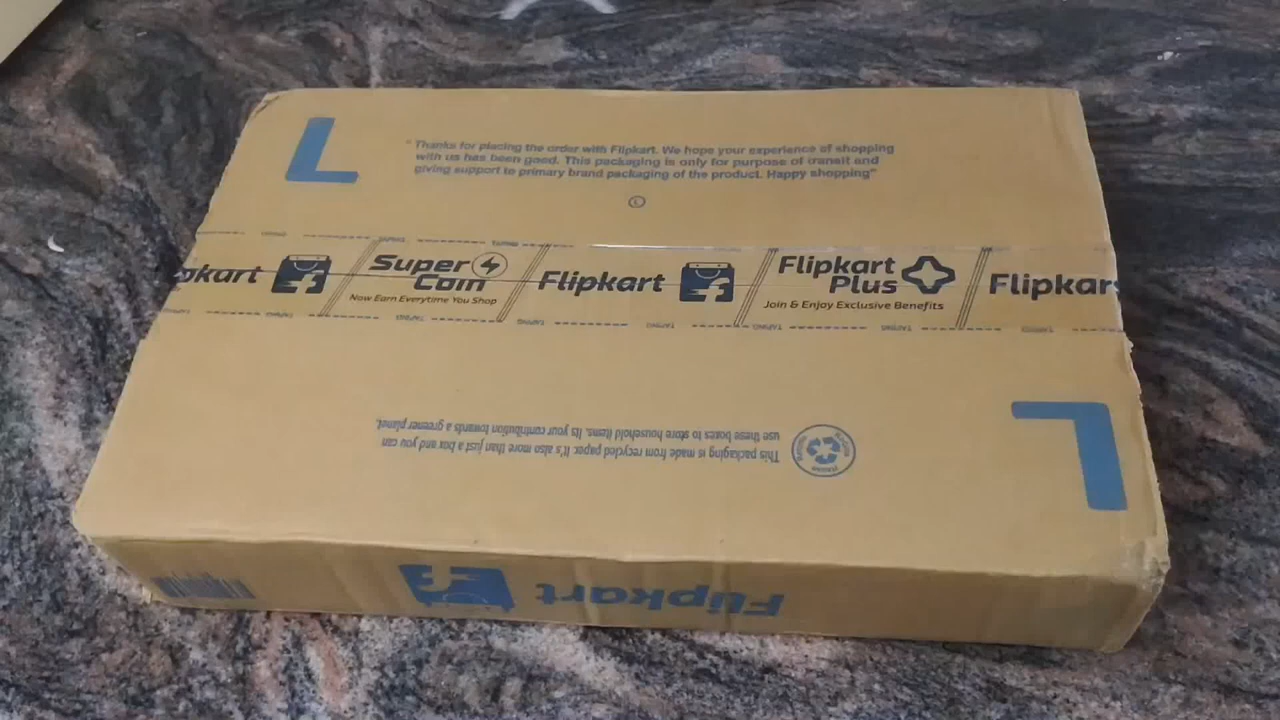 L
" Thanks for placing the order with Flipkart. We hope your experience of shopping
with us has been good. This packaging is only for purpose of transit and
giving support to primary brand packaging of the product. Happy shopping"
L
pkart
Super
Coin
Now Earn Everytime You Shop
Flipkart
Flipkart
Plus
Join & Enjoy Exclusive Benefits
Flipkar
L
This packaging is made from recycled paper. It's also more than just a box and you can
use these boxes to store household items. Its your contribution towards a greener planet.
Flipkart